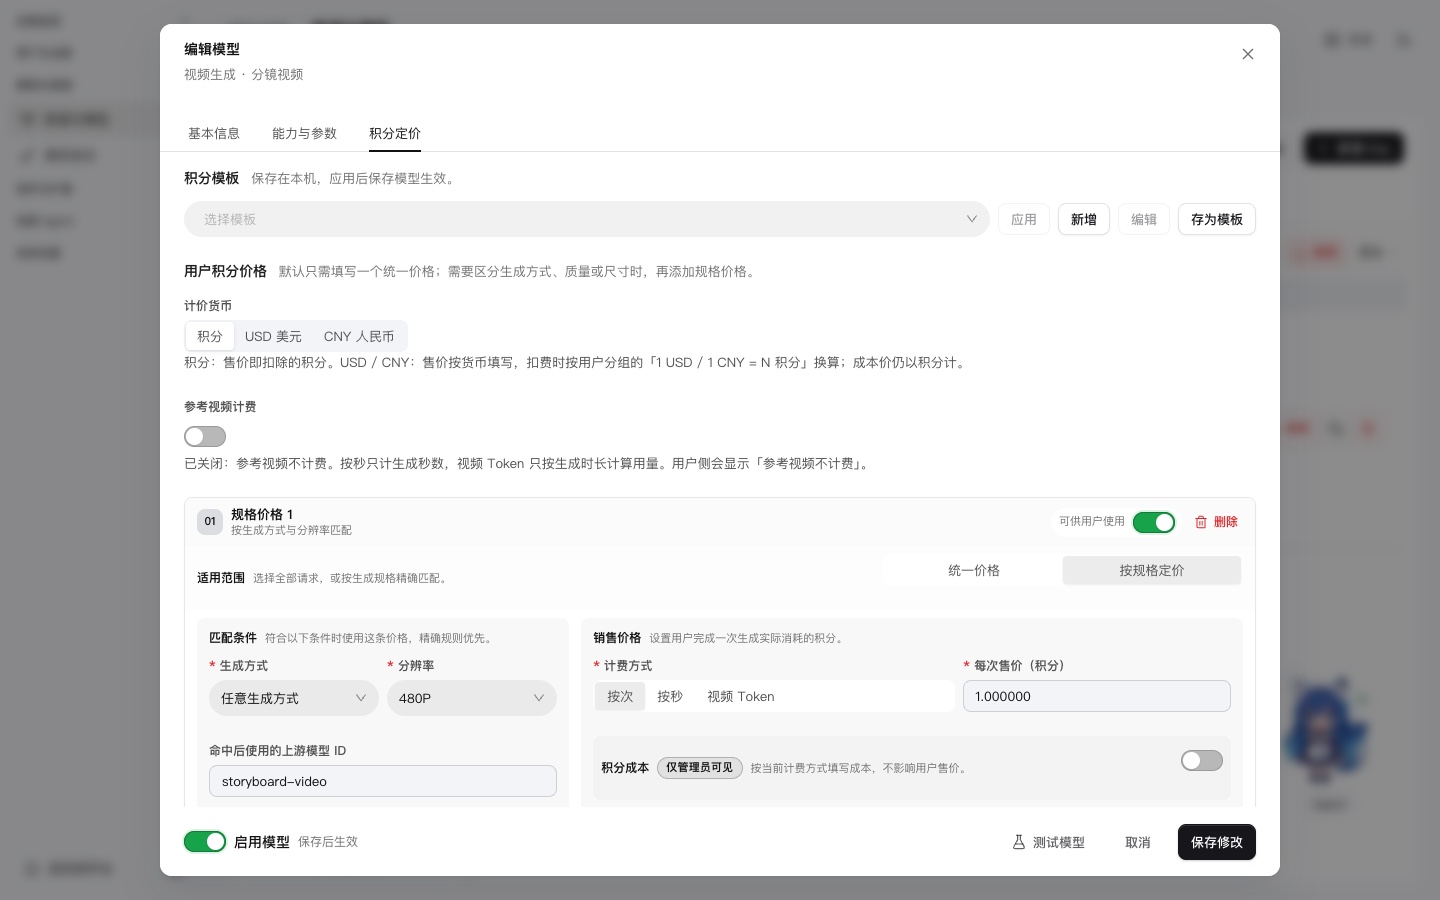 编辑模型
视频生成 · 分镜视频
基本信息 能力与参数 积分定价
积分模板 保存在本机，应用后保存模型生效。
选择模板 应用 新增 编辑 存为模板
用户积分价格 默认只需填写一个统一价格；需要区分生成方式、质量或尺寸时，再添加规格价格。
计价货币
积分 USD 美元 CNY 人民币
积分：售价即扣除的积分。USD / CNY：售价按货币填写，扣费时按用户分组的「1 USD / 1 CNY = N 积分」换算；成本价仍以积分计。
参考视频计费
已关闭：参考视频不计费。按秒只计生成秒数，视频 Token 只按生成时长计算用量。用户侧会显示「参考视频不计费」。
01 规格价格 1
按生成方式与分辨率匹配
可供用户使用 删除
适用范围 选择全部请求，或按生成规格精确匹配。
统一价格 按规格定价
匹配条件 符合以下条件时使用这条价格，精确规则优先。
* 生成方式 * 分辨率
任意生成方式 480P
命中后使用的上游模型 ID
storyboard-video
销售价格 设置用户完成一次生成实际消耗的积分。
* 计费方式 * 每次售价（积分）
按次 按秒 视频 Token 1.000000
积分成本 仅管理员可见 按当前计费方式填写成本，不影响用户售价。
启用模型 保存后生效
测试模型 取消 保存修改